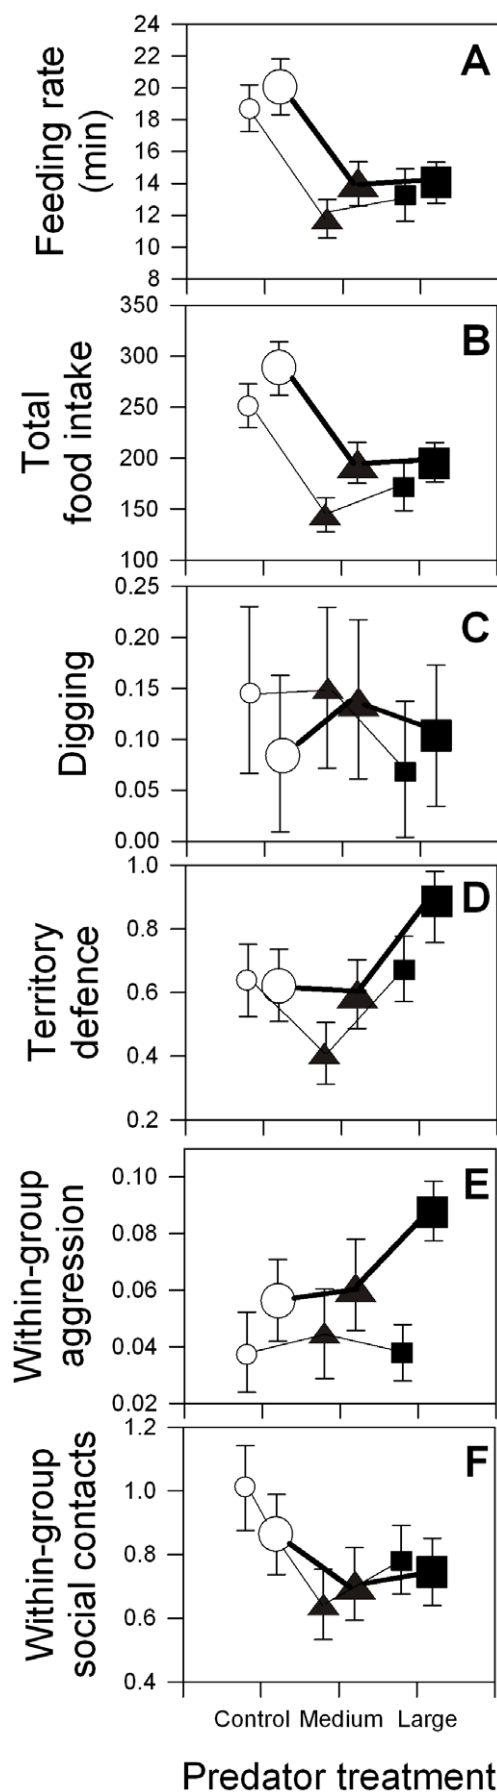 A
Feeding rate
(min)
24
22
20
18
16
14
12
10
8
B
Total
food intake
350
300
250
200
150
100
C
Digging
0.25
0.20
0.15
0.10
0.05
0.00
D
Territory
defence
1.0
0.8
0.6
0.4
0.2
E
Within-group
aggression
0.10
0.08
0.06
0.04
0.02
F
Within-group
social contacts
1.2
1.0
0.8
0.6
0.4
Control Medium Large
Predator treatment